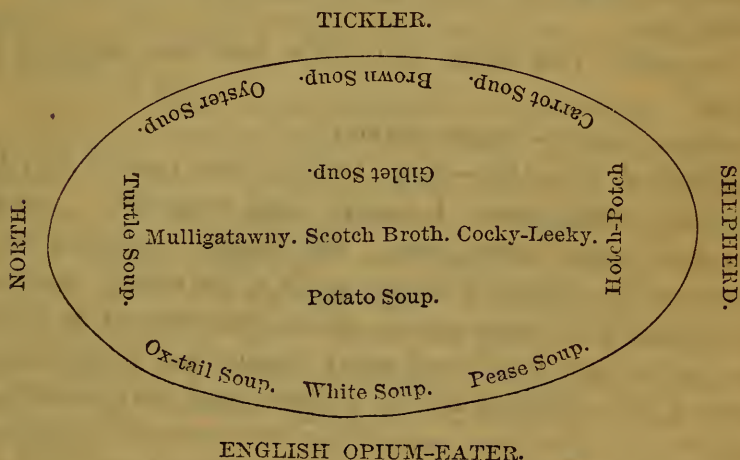 TICKLER.
Oyster Soup. Brown Soup. Carrot Soup.
Giblet Soup.
NORTH.
Turtle Soup.
Mulligatawny. Scotch Broth. Cocky-Leeky.
Hotch-Potch
SHEPHERD.
Potato Soup.
Ox-tail Soup. White Soup. Pease Soup.
ENGLISH OPIUM-EATER.